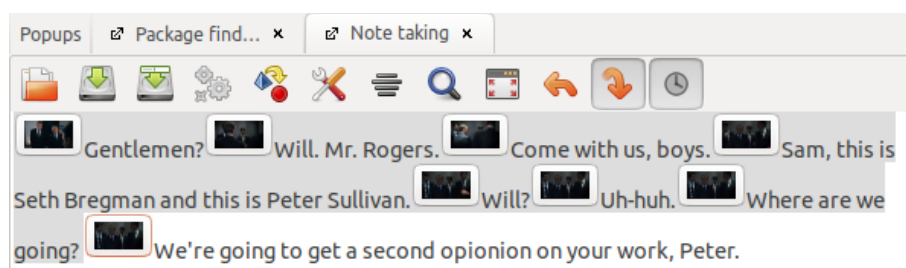 Popups Package find... × Note taking ×
Gentlemen? Will. Mr. Rogers. Come with us, boys. Sam, this is
Seth Bregman and this is Peter Sullivan. Will? Uh-huh. Where are we
going? We're going to get a second opionion on your work, Peter.